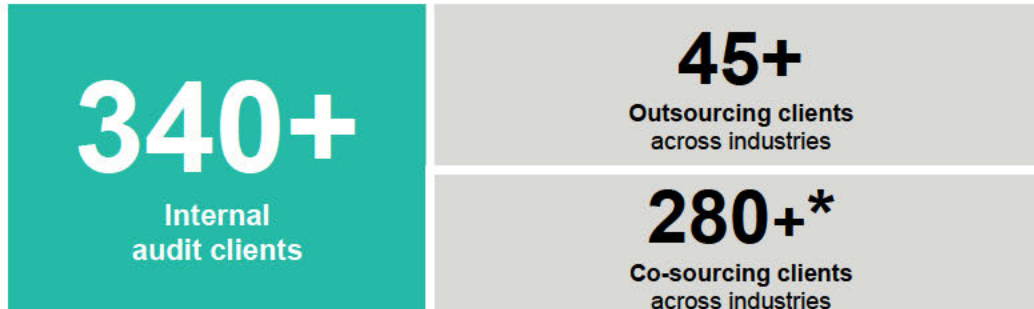 340+
Internal
audit clients
45+
Outsourcing clients
across industries
280+*
Co-sourcing clients
across industries